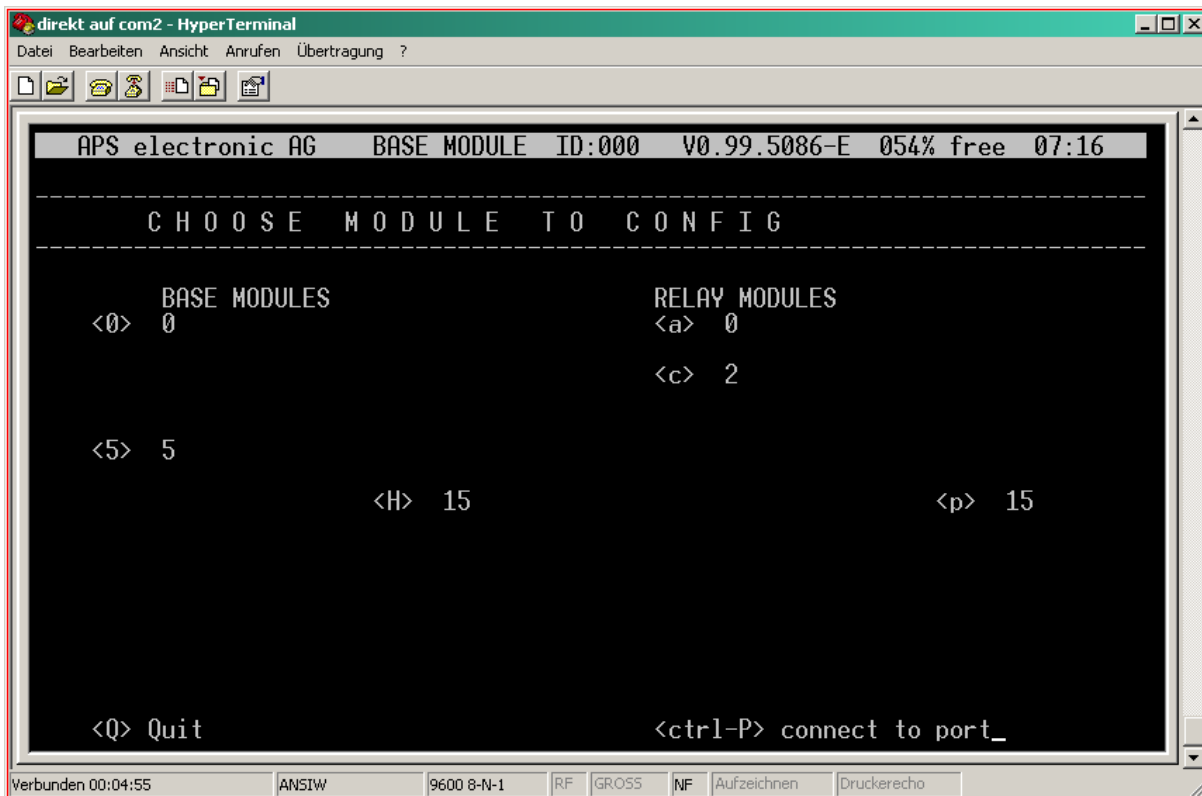 direkt auf com2 - HyperTerminal
Datei Bearbeiten Ansicht Anrufen Übertragung ?
APS electronic AG BASE MODULE ID:000 V0.99.5086-E 054% free 07:16
C H O O S E M O D U L E T O C O N F I G
BASE MODULES RELAY MODULES
<0> 0 <a> 0
<c> 2
<5> 5
<H> 15 <p> 15
<Q> Quit <ctrl-P> connect to port_
Verbunden 00:04:55 ANSIW 9600 8-N-1 RF GROSS NF Aufzeichnen Druckerecho